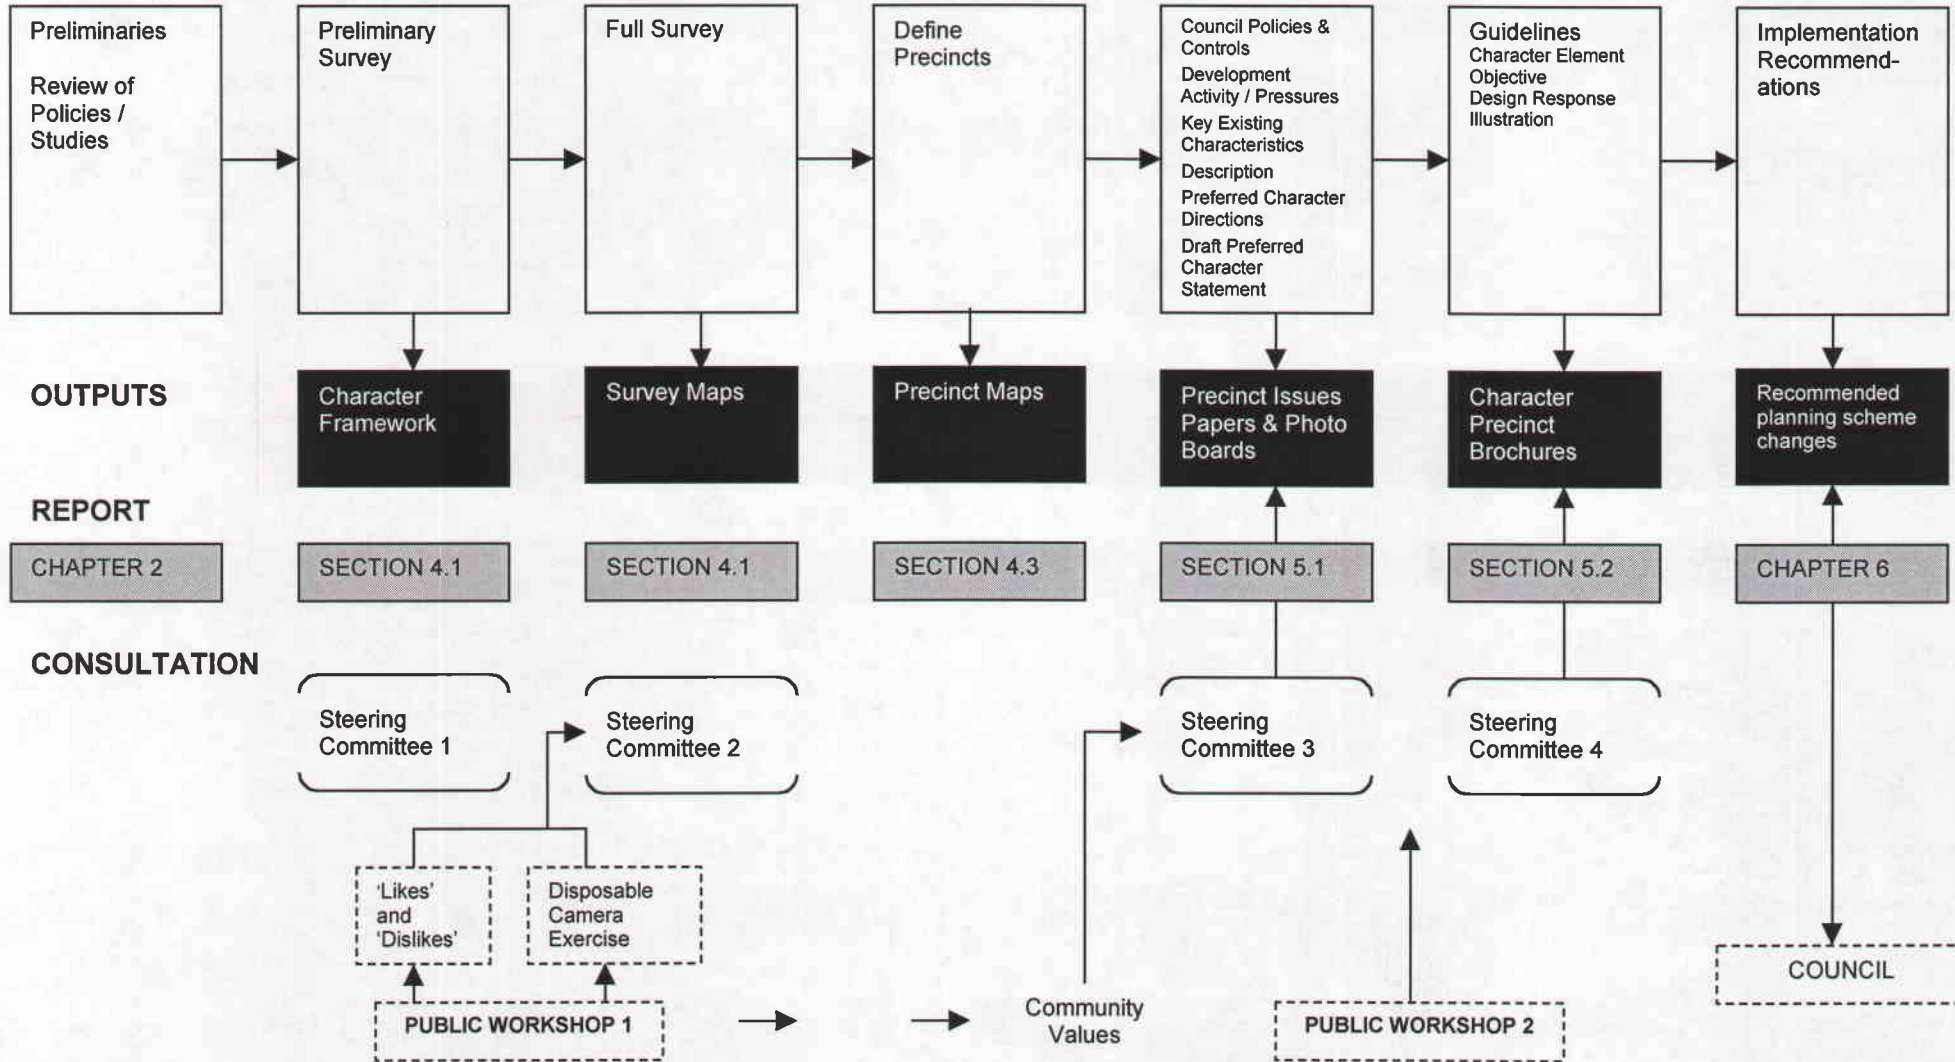 Preliminaries
Review of
Policies /
Studies
Preliminary
Survey
Full Survey
Define
Precincts
Council Policies &
Controls
Development
Activity / Pressures
Key Existing
Characteristics
Description
Preferred Character
Directions
Draft Preferred
Character
Statement
Guidelines
Character Element
Objective
Design Response
Illustration
Implementation
Recommend-
ations
OUTPUTS
Character
Framework
Survey Maps
Precinct Maps
Precinct Issues
Papers & Photo
Boards
Character
Precinct
Brochures
Recommended
planning scheme
changes
REPORT
CHAPTER 2
SECTION 4.1
SECTION 4.1
SECTION 4.3
SECTION 5.1
SECTION 5.2
CHAPTER 6
CONSULTATION
Steering
Committee 1
Steering
Committee 2
Steering
Committee 3
Steering
Committee 4
'Likes'
and
'Dislikes'
Disposable
Camera
Exercise
PUBLIC WORKSHOP 1
Community
Values
PUBLIC WORKSHOP 2
COUNCIL